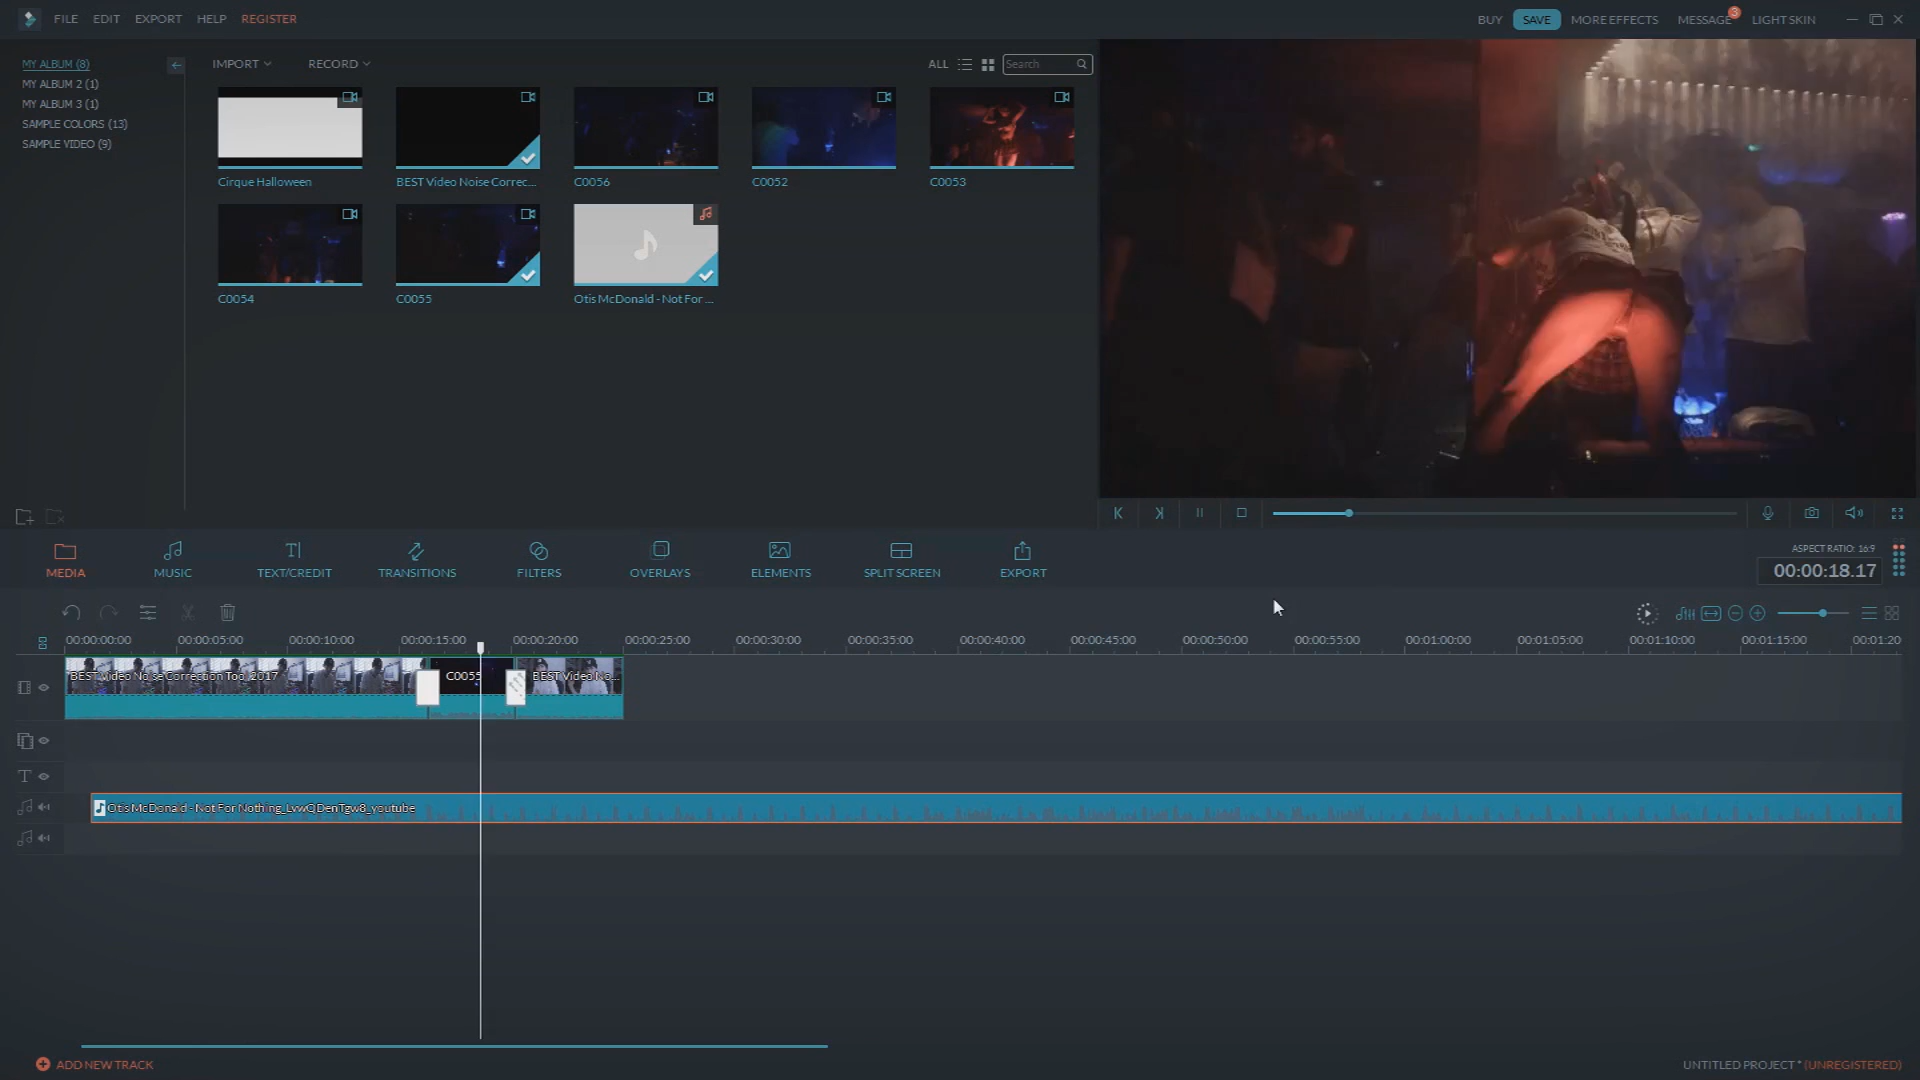 FILE EDIT EXPORT HELP REGISTER
BUY SAVE MORE EFFECTS MESSAGE 3 LIGHT SKIN
MY ALBUM (8)
MY ALBUM 2 (1)
MY ALBUM 3 (1)
SAMPLE COLORS (13)
SAMPLE VIDEO (9)
IMPORT RECORD ALL Search
Cirque Halloween BEST Video Noise Correc... C0056 C0052 C0053
C0054 C0055 Otis McDonald - Not For ...
MEDIA MUSIC TEXT/CREDIT TRANSITIONS FILTERS OVERLAYS ELEMENTS SPLIT SCREEN EXPORT
ASPECT RATIO: 16:9
00:00:18.17
00:00:00:00 00:00:05:00 00:00:10:00 00:00:15:00 00:00:20:00 00:00:25:00 00:00:30:00 00:00:35:00 00:00:40:00 00:00:45:00 00:00:50:00 00:00:55:00 00:01:00:00 00:01:05:00 00:01:10:00 00:01:15:00 00:01:20
BEST Video Noise Correction Tool 2017 C0055 BEST Video No...
Otis McDonald - Not For Nothing_LvwQDenTgw8_youtube
ADD NEW TRACK
UNTITLED PROJECT * (UNREGISTERED)